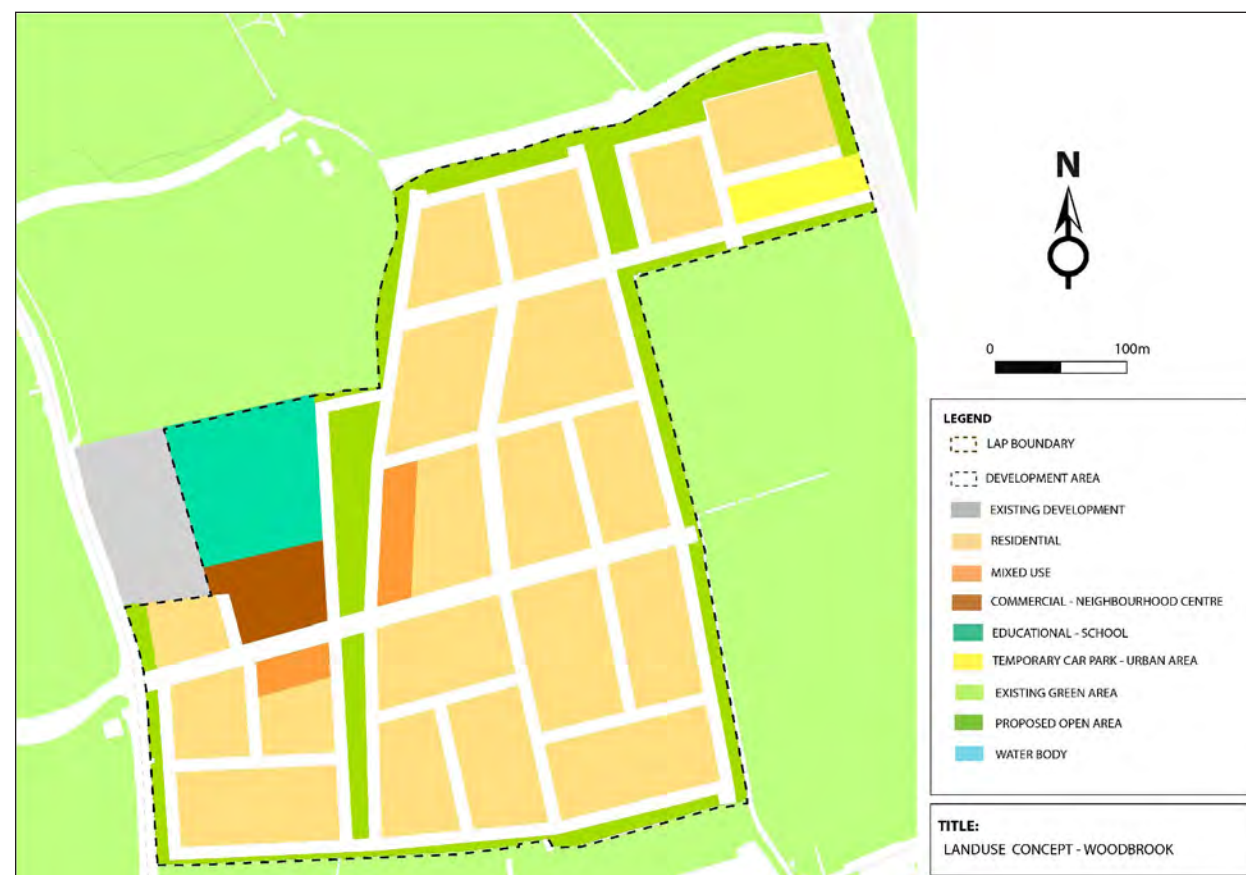 N
0 100m
LEGEND
LAP BOUNDARY
DEVELOPMENT AREA
EXISTING DEVELOPMENT
RESIDENTIAL
MIXED USE
COMMERCIAL - NEIGHBOURHOOD CENTRE
EDUCATIONAL - SCHOOL
TEMPORARY CAR PARK - URBAN AREA
EXISTING GREEN AREA
PROPOSED OPEN AREA
WATER BODY
TITLE:
LANDUSE CONCEPT - WOODBROOK